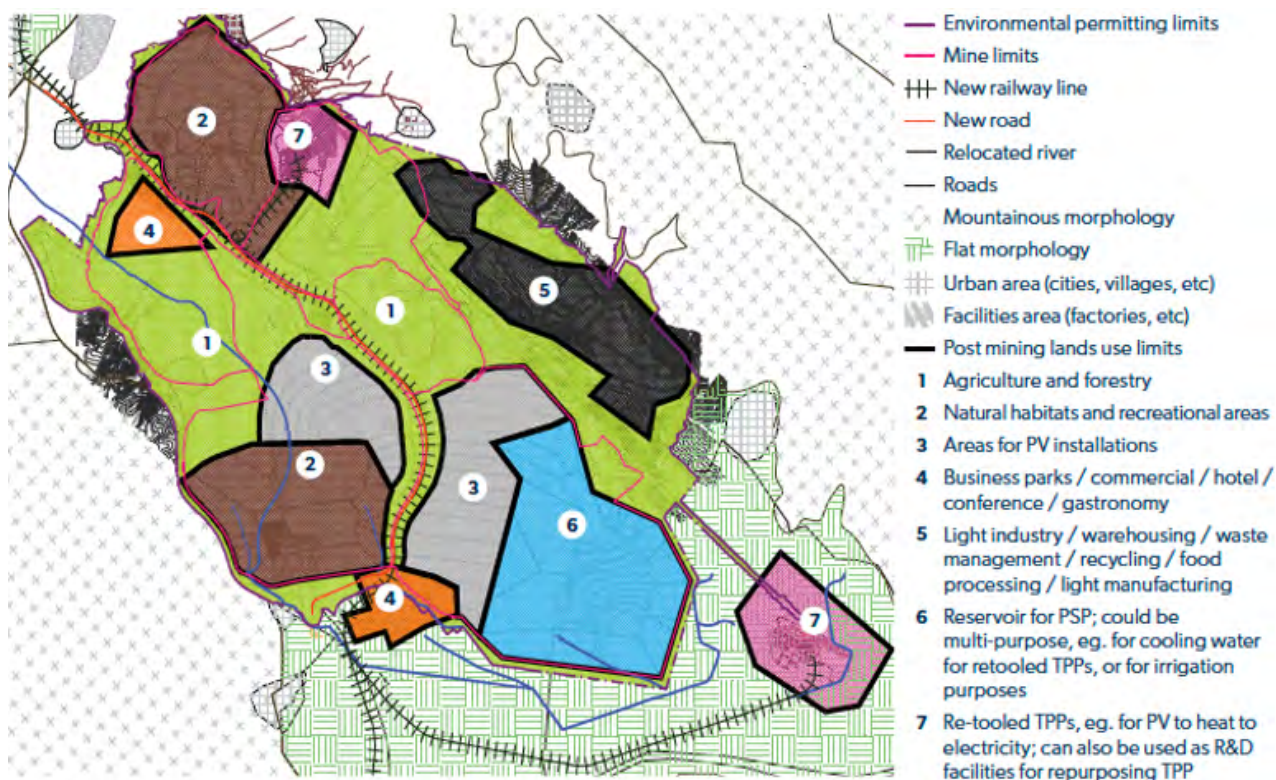 2
7
4
1
5
1
3
2
3
6
4
7
Environmental permitting limits
Mine limits
New railway line
New road
Relocated river
Roads
Mountainous morphology
Flat morphology
Urban area (cities, villages, etc)
Facilities area (factories, etc)
Post mining lands use limits
1 Agriculture and forestry
2 Natural habitats and recreational areas
3 Areas for PV installations
4 Business parks / commercial / hotel /
conference / gastronomy
5 Light industry / warehousing / waste
management / recycling / food
processing / light manufacturing
6 Reservoir for PSP; could be
multi-purpose, eg. for cooling water
for retooled TPPs, or for irrigation
purposes
7 Re-tooled TPPs, eg. for PV to heat to
electricity; can also be used as R&D
facilities for repurposing TPP